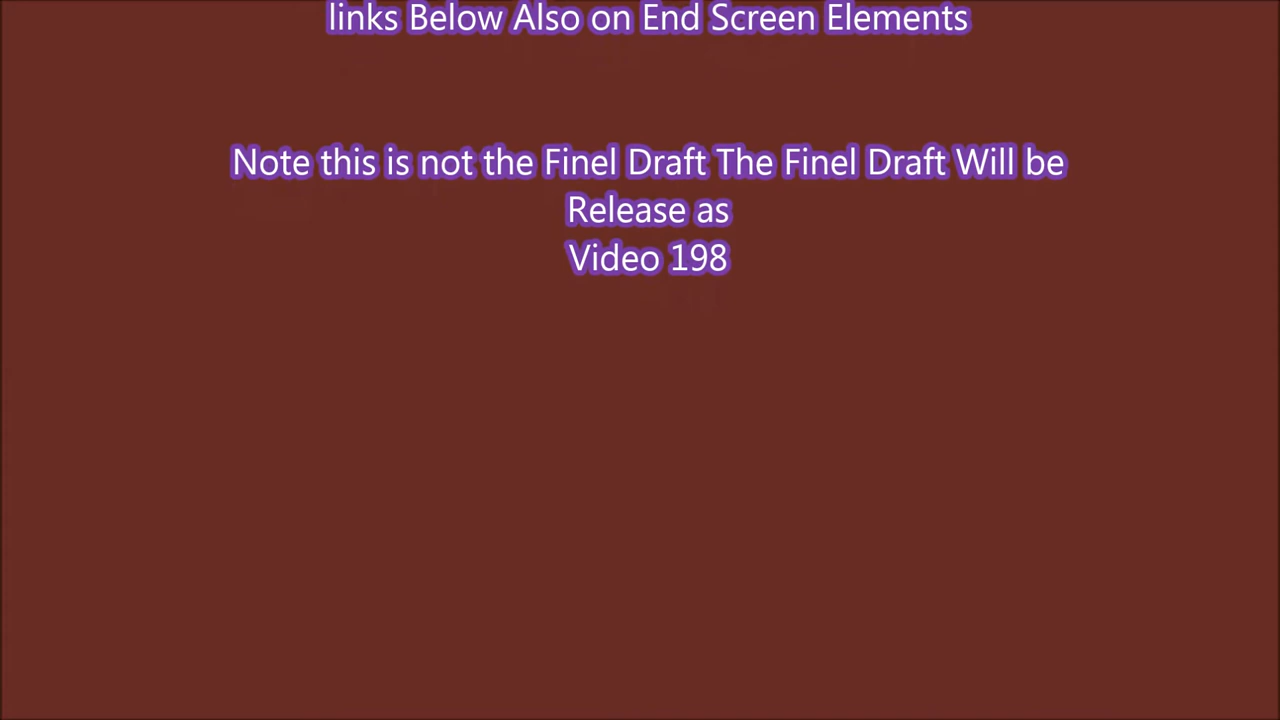 links Below Also on End Screen Elements
Note this is not the Finel Draft The Finel Draft Will be
Release as
Video 198